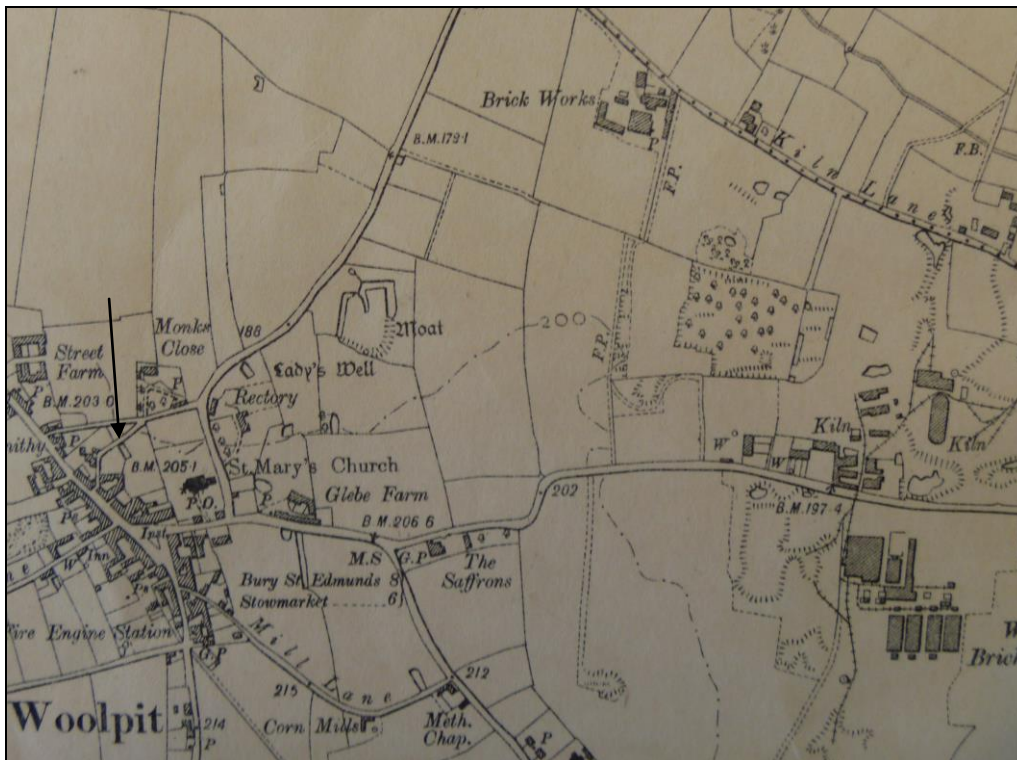 Brick Works
B.M.179·1
P
F.P.
Kiln Lane
F.B.
Moat
200
F.P.
Monks
Close
188
Street
Farm
P
P
B.M.203·0
Lady's Well
Rectory
P
B.M.205·1
St. Mary's Church
P.O.
P
Glebe Farm
W
W
Kiln
Kiln
202
B.M.206·6
B.M.197·4
M.S
G.P
The
Saffrons
Bury St. Edmunds 8
Stowmarket 6
Inn
W
Fire Engine Station
G.P
P
Mill Lane
212
215
Woolpit
214
P
Corn Mills
Meth.
Chap.
P
W
Brick